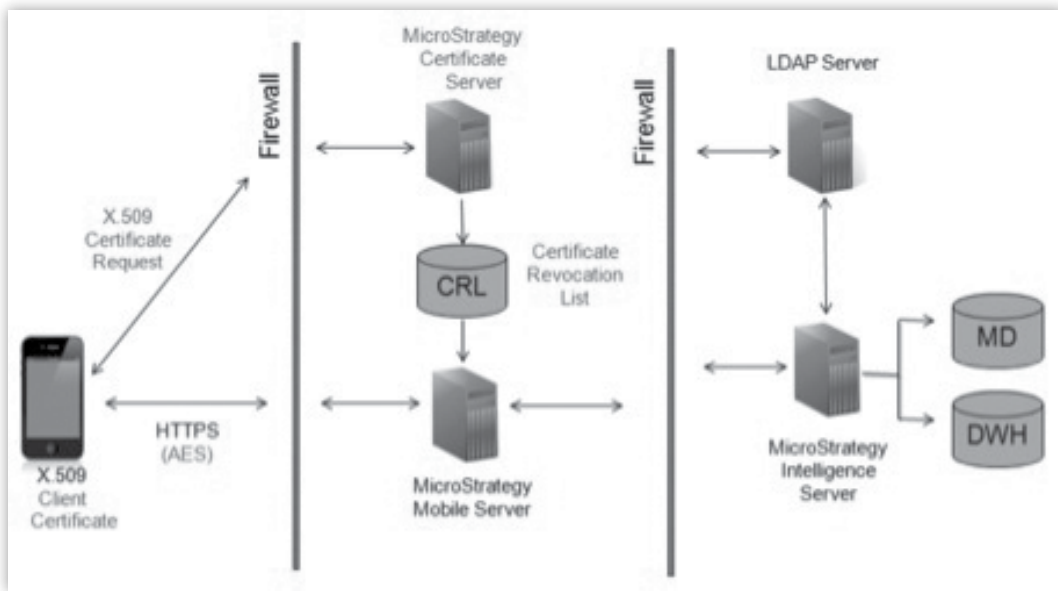 MicroStrategy
Certificate
Server
LDAP Server
Firewall
Firewall
X.509
Certificate
Request
CRL
Certificate
Revocation
List
MD
DWH
HTTPS
(AES)
X.509
Client
Certificate
MicroStrategy
Mobile Server
MicroStrategy
Intelligence
Server